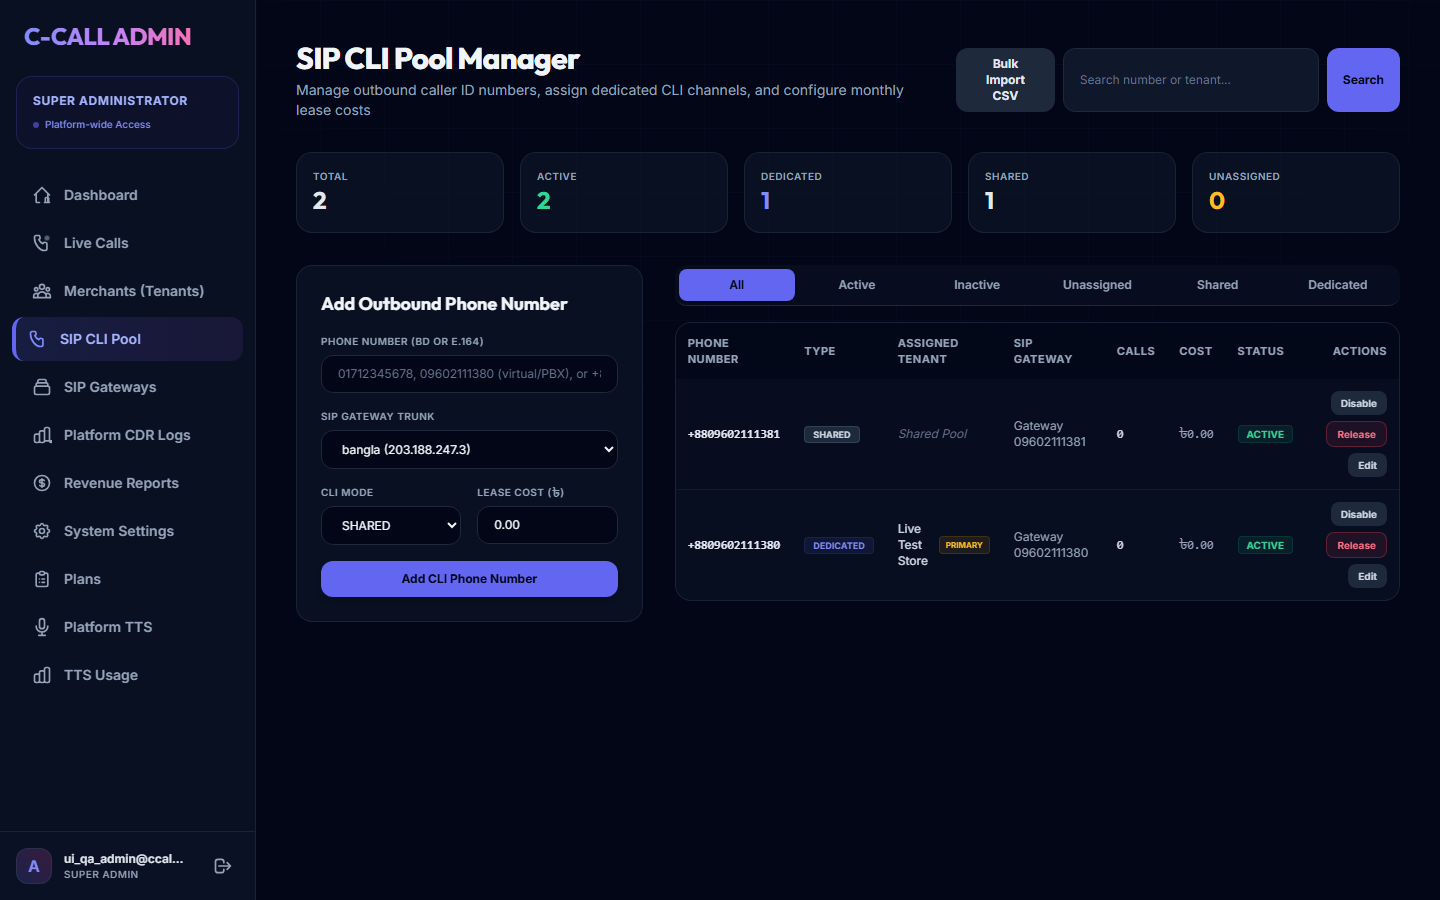 C-CALL ADMIN
SUPER ADMINISTRATOR
Platform-wide Access
Dashboard
Live Calls
Merchants (Tenants)
SIP CLI Pool
SIP Gateways
Platform CDR Logs
Revenue Reports
System Settings
Plans
Platform TTS
TTS Usage
A
ui_qa_admin@ccal...
SUPER ADMIN
SIP CLI Pool Manager
Manage outbound caller ID numbers, assign dedicated CLI channels, and configure monthly
lease costs
Bulk
Import
CSV
Search number or tenant...
Search
TOTAL
2
ACTIVE
2
DEDICATED
1
SHARED
1
UNASSIGNED
0
Add Outbound Phone Number
PHONE NUMBER (BD OR E.164)
01712345678, 09602111380 (virtual/PBX), or +8
SIP GATEWAY TRUNK
bangla (203.188.247.3)
CLI MODE
LEASE COST (৳)
SHARED
0.00
Add CLI Phone Number
All
Active
Inactive
Unassigned
Shared
Dedicated
PHONE
NUMBER
TYPE
ASSIGNED
TENANT
SIP
GATEWAY
CALLS
COST
STATUS
ACTIONS
+8809602111381
SHARED
Shared Pool
Gateway
09602111381
0
৳0.00
ACTIVE
Disable
Release
Edit
+8809602111380
DEDICATED
Live
Test
Store
PRIMARY
Gateway
09602111380
0
৳0.00
ACTIVE
Disable
Release
Edit